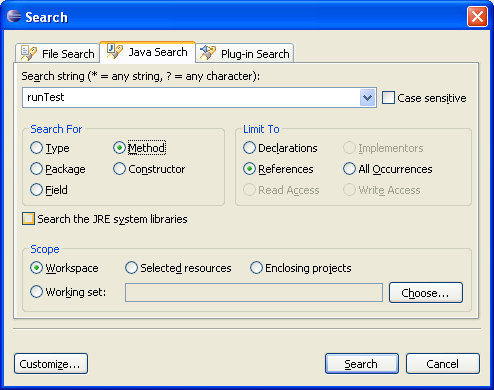 Search
File Search Java Search Plug-in Search
Search string (* = any string, ? = any character):
runTest Case sensitive
Search For Limit To
Type Method Declarations Implementors
Package Constructor References All Occurrences
Field Read Access Write Access
Search the JRE system libraries
Scope
Workspace Selected resources Enclosing projects
Working set: Choose...
Customize... Search Cancel